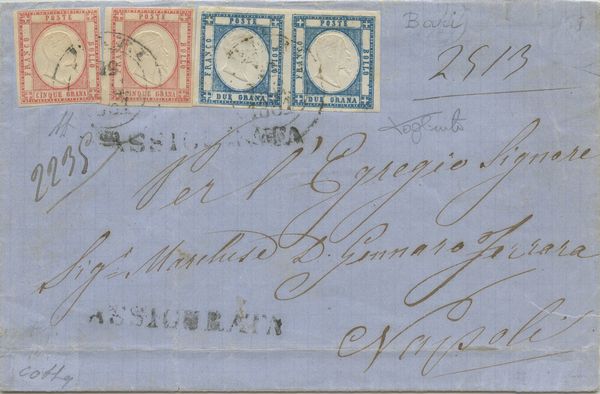 Bari
POSTE POSTE POSTE POSTE
FRANCO BOLLO FRANCO BOLLO FRANCO BOLLO FRANCO BOLLO
CINQUE GRANA CINQUE GRANA DUE GRANA DUE GRANA
2513
ASSICURATA
2235
Per l'Egregio Signore
Sig.r Marchese D. Gennaro Ferrara
ASSICURATA
Napoli